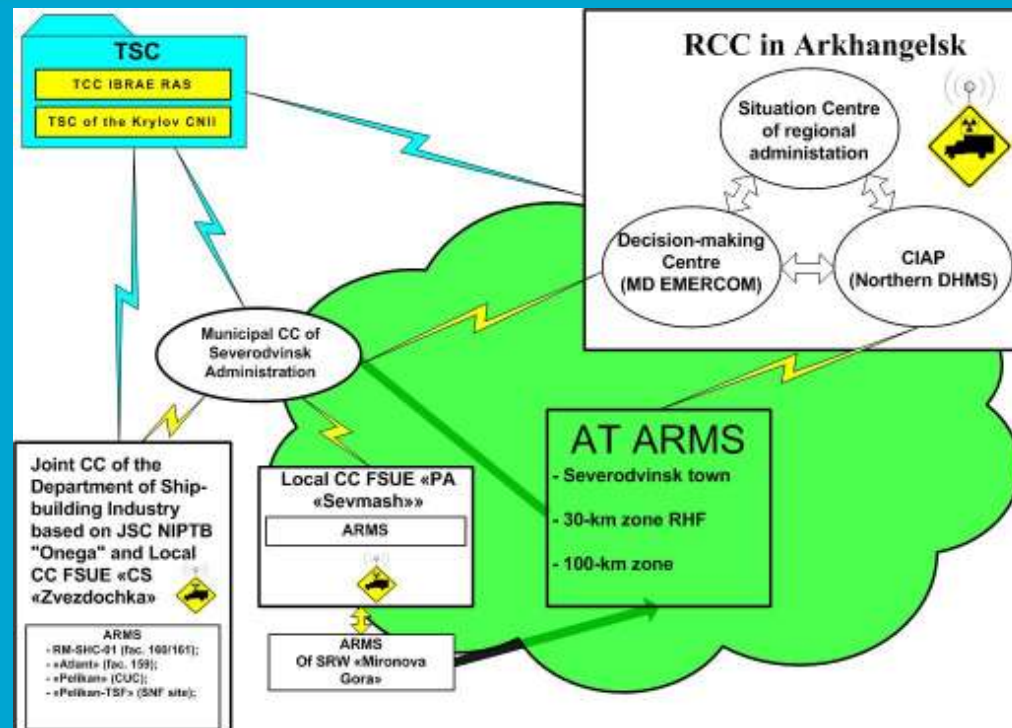 TSC
TCC IBRAE RAS
TSC of the Krylov CNII
RCC in Arkhangelsk
Situation Centre
of regional
administation
Decision-making
Centre
(MD EMERCOM)
CIAP
(Northern DHMS)
Municipal CC of
Severodvinsk
Administration
Joint CC of the
Department of Ship-
building Industry
based on JSC NIPTB
"Onega" and Local
CC FSUE «CS
«Zvezdochka»
ARMS
- RM-SHC-01 (fac. 160/161);
- «Atlant» (fac. 159);
- «Pelikan» (CUC);
- «Pelikan-TSF» (SNF site);
Local CC FSUE «PA
«Sevmash»»
ARMS
ARMS
Of SRW «Mironova
Gora»
AT ARMS
- Severodvinsk town
- 30-km zone RHF
- 100-km zone